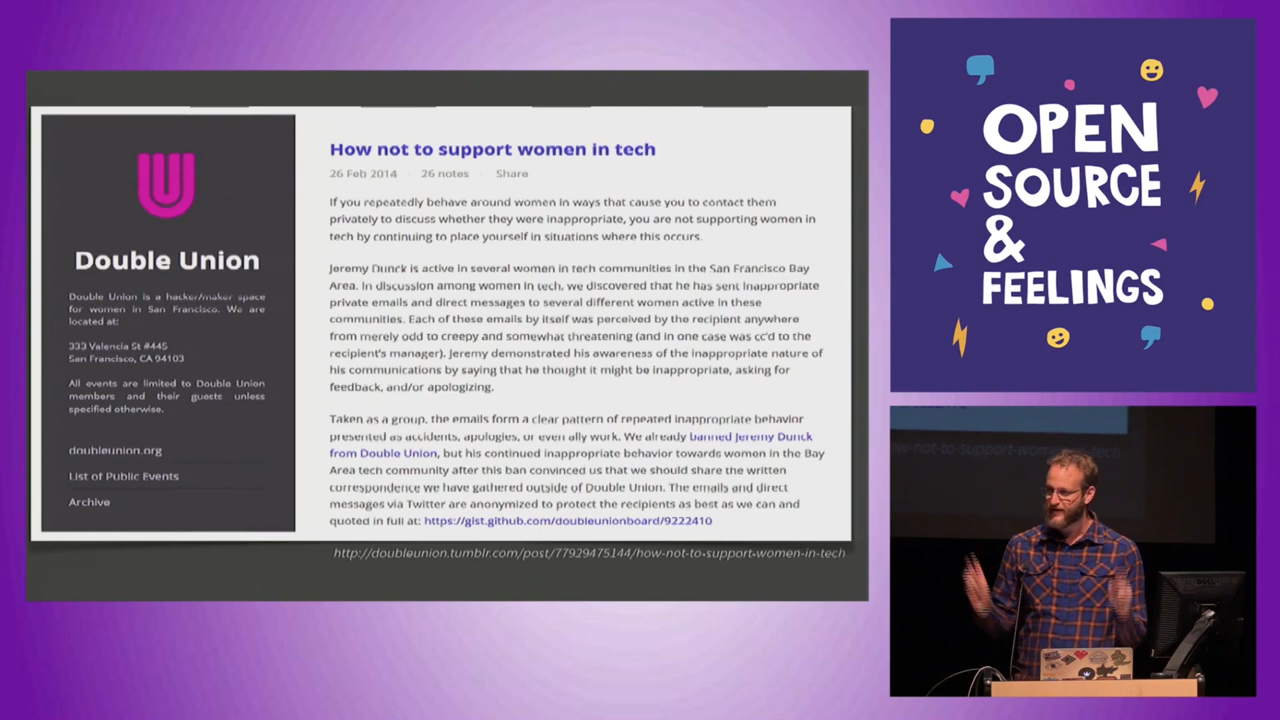 Double Union
Double Union is a hacker/maker space
for women in San Francisco. We are
located at:
333 Valencia St #445
San Francisco, CA 94103
All events are limited to Double Union
members and their guests unless
specified otherwise.
doubleunion.org
List of Public Events
Archive
How not to support women in tech
26 Feb 2014 · 26 notes · Share
If you repeatedly behave around women in ways that cause you to contact them
privately to discuss whether they were inappropriate, you are not supporting women in
tech by continuing to place yourself in situations where this occurs.
Jeremy Dunck is active in several women in tech communities in the San Francisco Bay
Area. In discussion among women in tech, we discovered that he has sent inappropriate
private emails and direct messages to several different women active in these
communities. Each of these emails by itself was perceived by the recipient anywhere
from merely odd to creepy and somewhat threatening (and in one case was cc'd to the
recipient's manager). Jeremy demonstrated his awareness of the inappropriate nature of
his communications by saying that he thought it might be inappropriate, asking for
feedback, and/or apologizing.
Taken as a group, the emails form a clear pattern of repeated inappropriate behavior
presented as accidents, apologies, or even ally work. We already banned Jeremy Dunck
from Double Union, but his continued inappropriate behavior towards women in the Bay
Area tech community after this ban convinced us that we should share the written
correspondence we have gathered outside of Double Union. The emails and direct
messages via Twitter are anonymized to protect the recipients as best as we can and
quoted in full at: https://gist.github.com/doubleunionboard/9222410
http://doubleunion.tumblr.com/post/77929475144/how-not-to-support-women-in-tech
OPEN
SOURCE
&
FEELINGS
how-not-to-support-women-in-tech
DELL